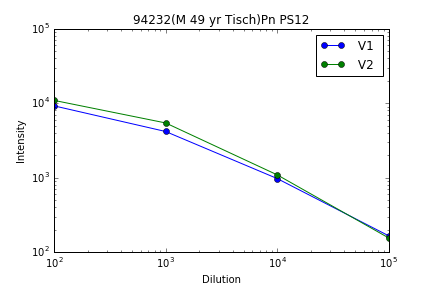 94232(M 49 yr Tisch)Pn PS12
10^5
10^4
10^3
10^2
Intensity
V1
V2
10^2 10^3 10^4 10^5
Dilution